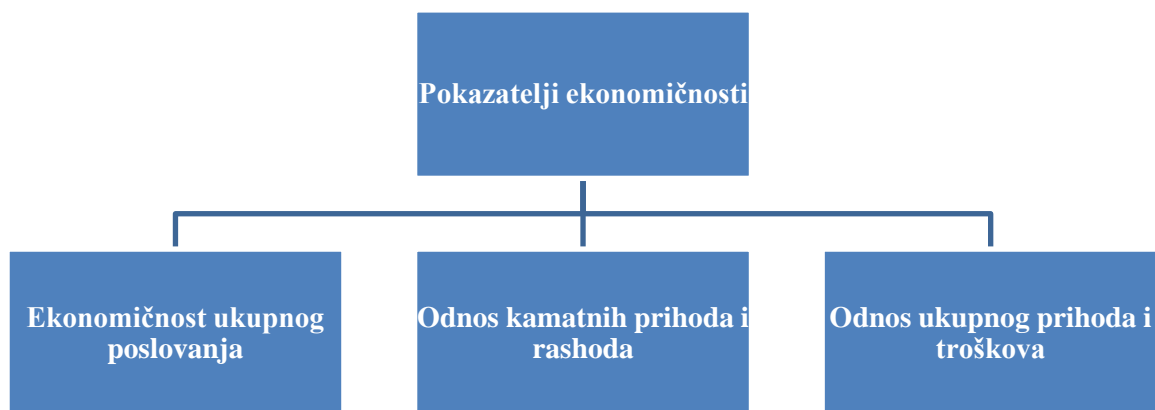 Pokazatelji ekonomičnosti
Ekonomičnost ukupnog
poslovanja
Odnos kamatnih prihoda i
rashoda
Odnos ukupnog prihoda i
troškova